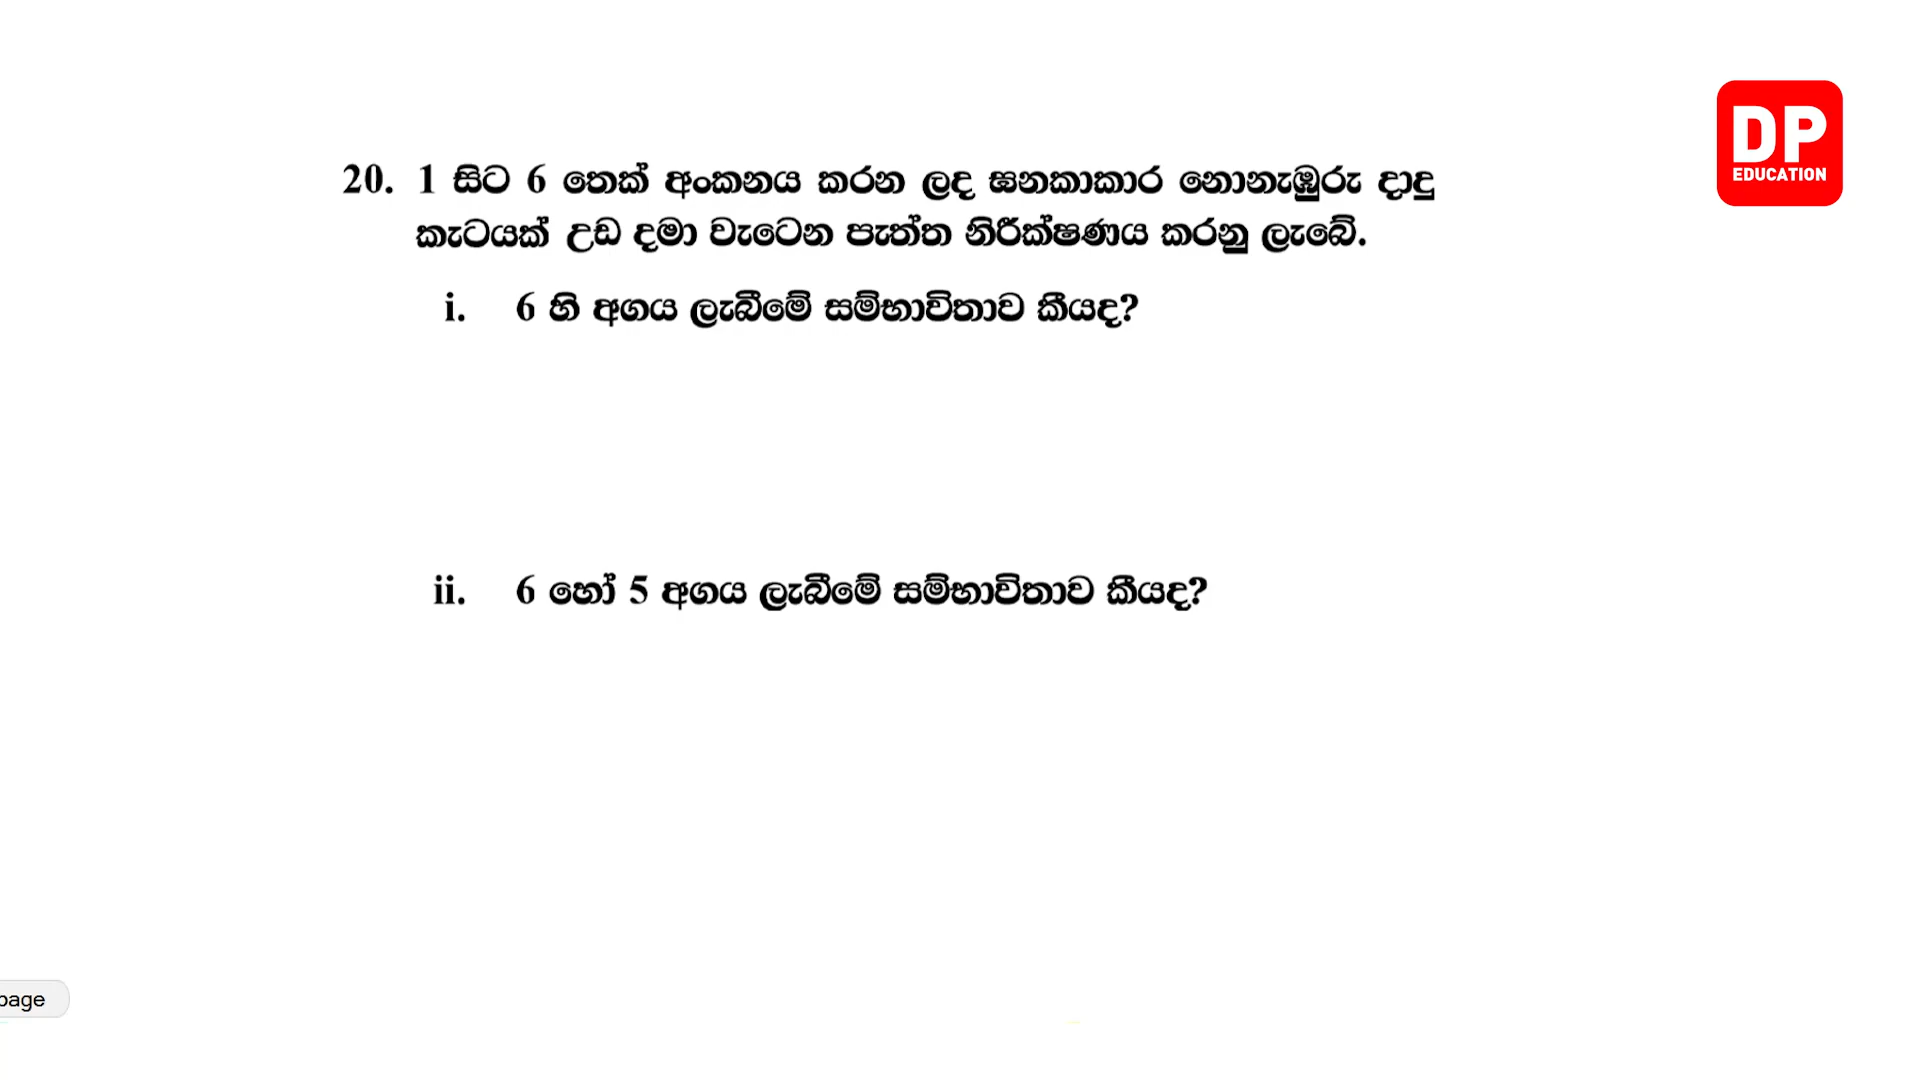 DP
EDUCATION
20. 1 සිට 6 තෙක් අංකනය කරන ලද ඝනකාකාර නොනැඹුරු දාදු
කැටයක් උඩ දමා වැටෙන පැත්ත නිරීක්ෂණය කරනු ලැබේ.
i. 6 හි අගය ලැබීමේ සම්භාවිතාව කීයද?
ii. 6 හෝ 5 අගය ලැබීමේ සම්භාවිතාව කීයද?
page